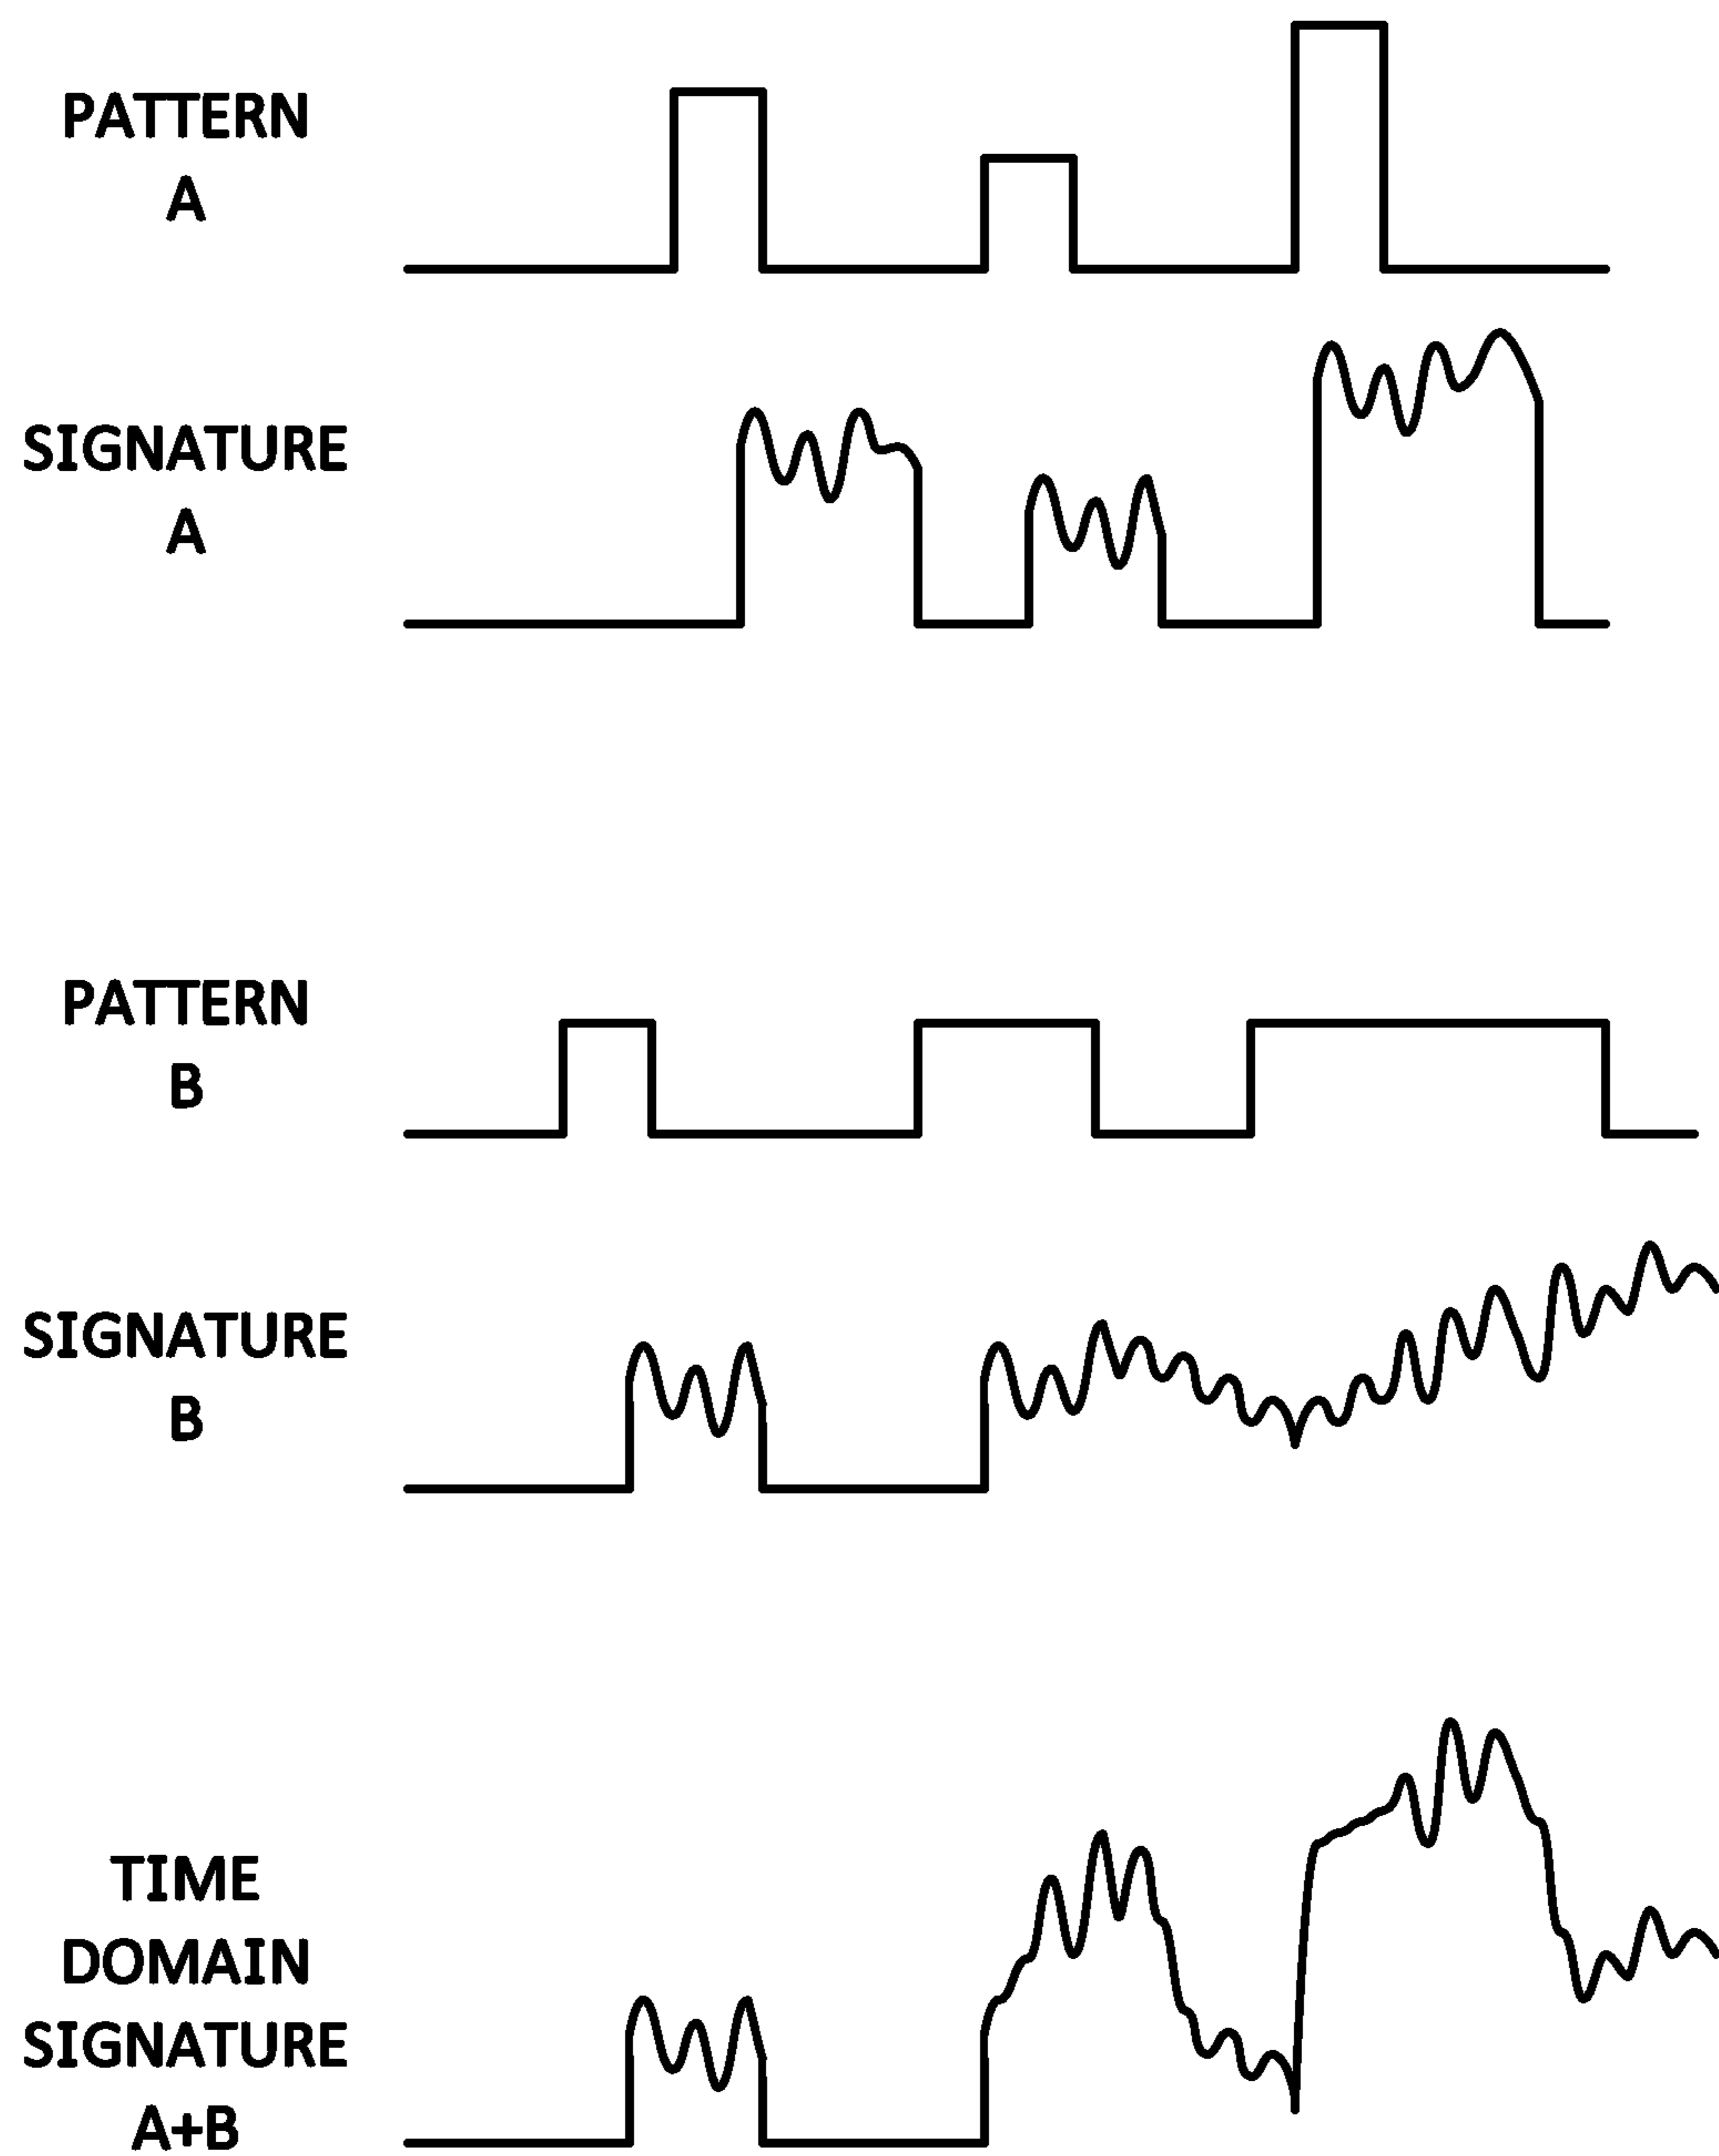 PATTERN
A
SIGNATURE
A
PATTERN
B
SIGNATURE
B
TIME
DOMAIN
SIGNATURE
A+B